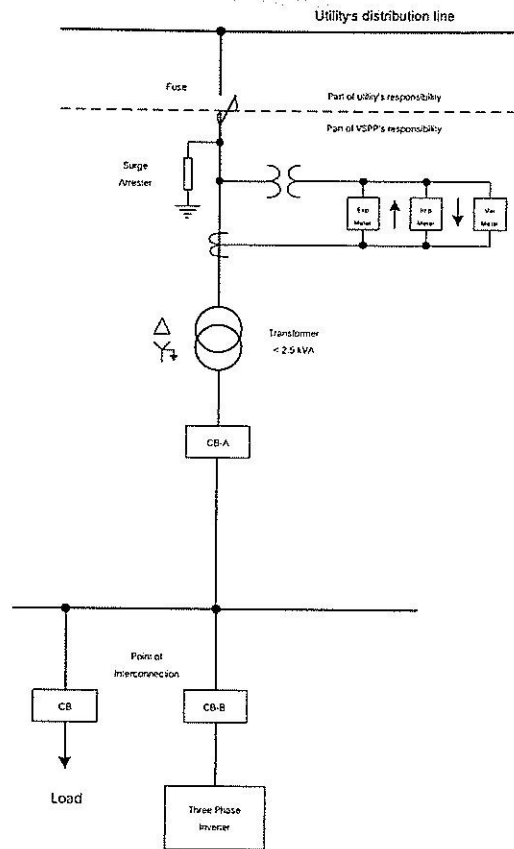 Utility's distribution line
Fuse
Part of utility's responsibility
Part of VSPP's responsibility
Surge
Arrester
Exp
Meter
Imp
Meter
Var
Meter
Transformer
< 2.5 kVA
CB-A
Point of
Interconnection
CB
CB-B
Load
Three Phase
Inverter